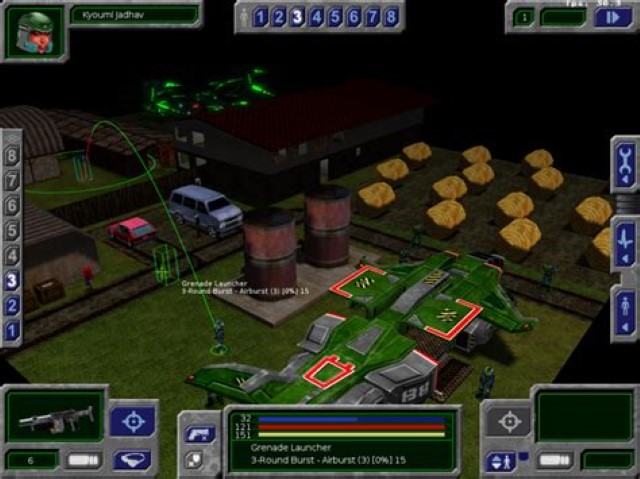 Kyoumi Jadhav
1 2 3 4 5 6 7 8
1
8
7
6
5
4
3
2
1
Grenade Launcher
3-Round Burst - Airburst (3) [0%] 15
32
121
151
Grenade Launcher
3-Round Burst - Airburst (3) [0%] 15
6